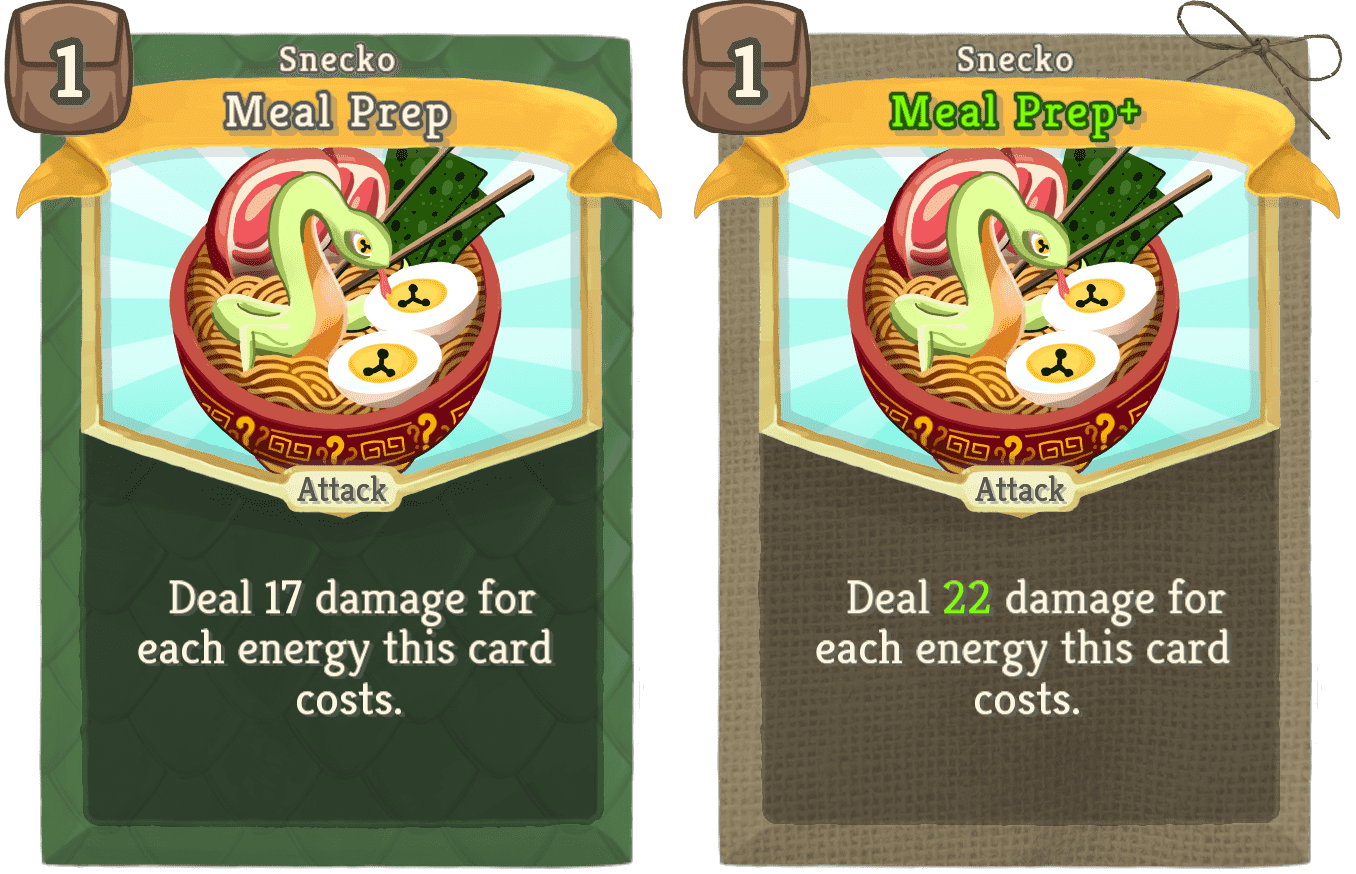 1
Snecko
Meal Prep
Attack
Deal 17 damage for
each energy this card
costs.
1
Snecko
Meal Prep+
Attack
Deal 22 damage for
each energy this card
costs.